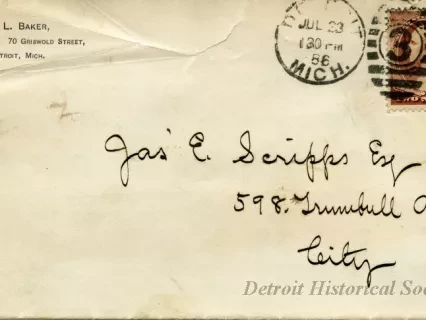 L. BAKER,
70 GRISWOLD STREET,
TROIT, MICH.
DETROIT
JUL 23
130 PM
86
MICH.
3
Jas E. Scripps Esq
598. Trumbull A
City
Detroit Historical Soc